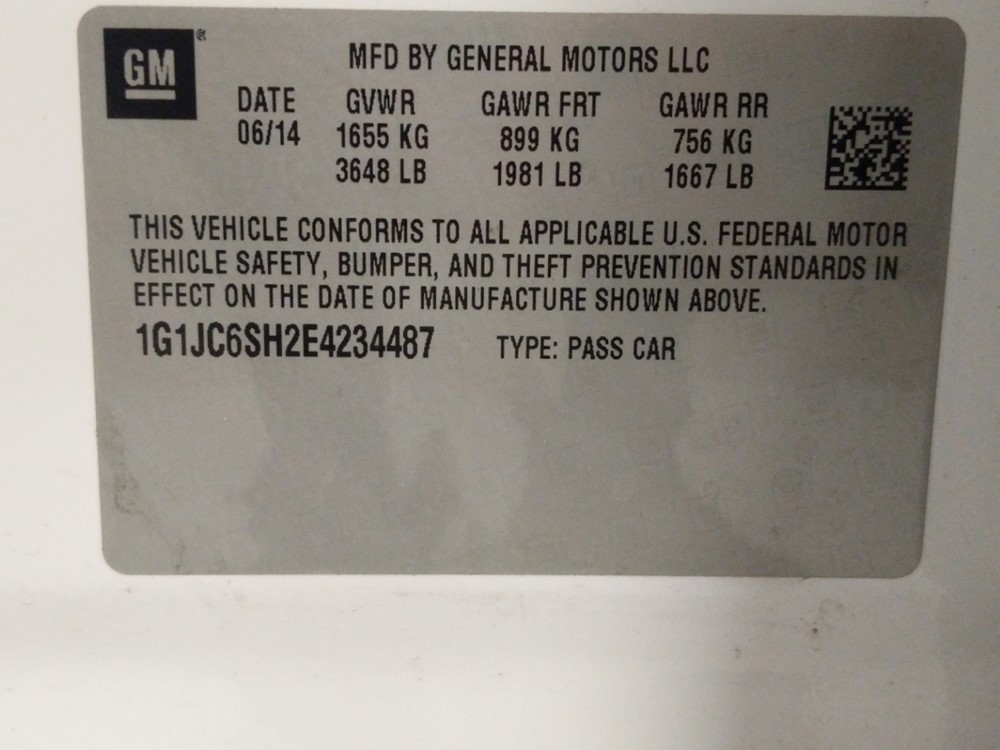 GM ®
MFD BY GENERAL MOTORS LLC
DATE GVWR GAWR FRT GAWR RR
06/14 1655 KG 899 KG 756 KG
3648 LB 1981 LB 1667 LB
THIS VEHICLE CONFORMS TO ALL APPLICABLE U.S. FEDERAL MOTOR
VEHICLE SAFETY, BUMPER, AND THEFT PREVENTION STANDARDS IN
EFFECT ON THE DATE OF MANUFACTURE SHOWN ABOVE.
1G1JC6SH2E4234487 TYPE: PASS CAR